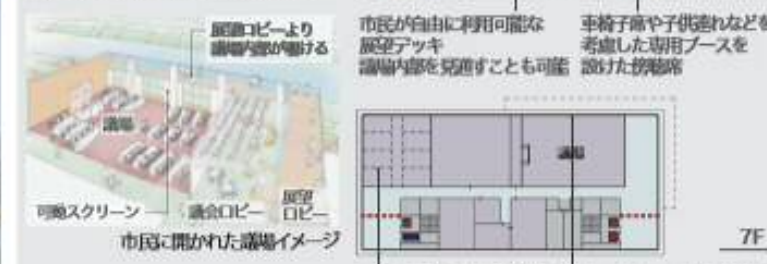 展望ロビーより
議場内部が覗ける
議場
可動スクリーン
議会ロビー
展望
ロビー
市民に開かれた議場イメージ
市民が自由に利用可能な
展望デッキ
議場内部を見通すことも可能
車椅子席や子供連れなどを
考慮した専用ブースを
設けた傍聴席
議場
7F